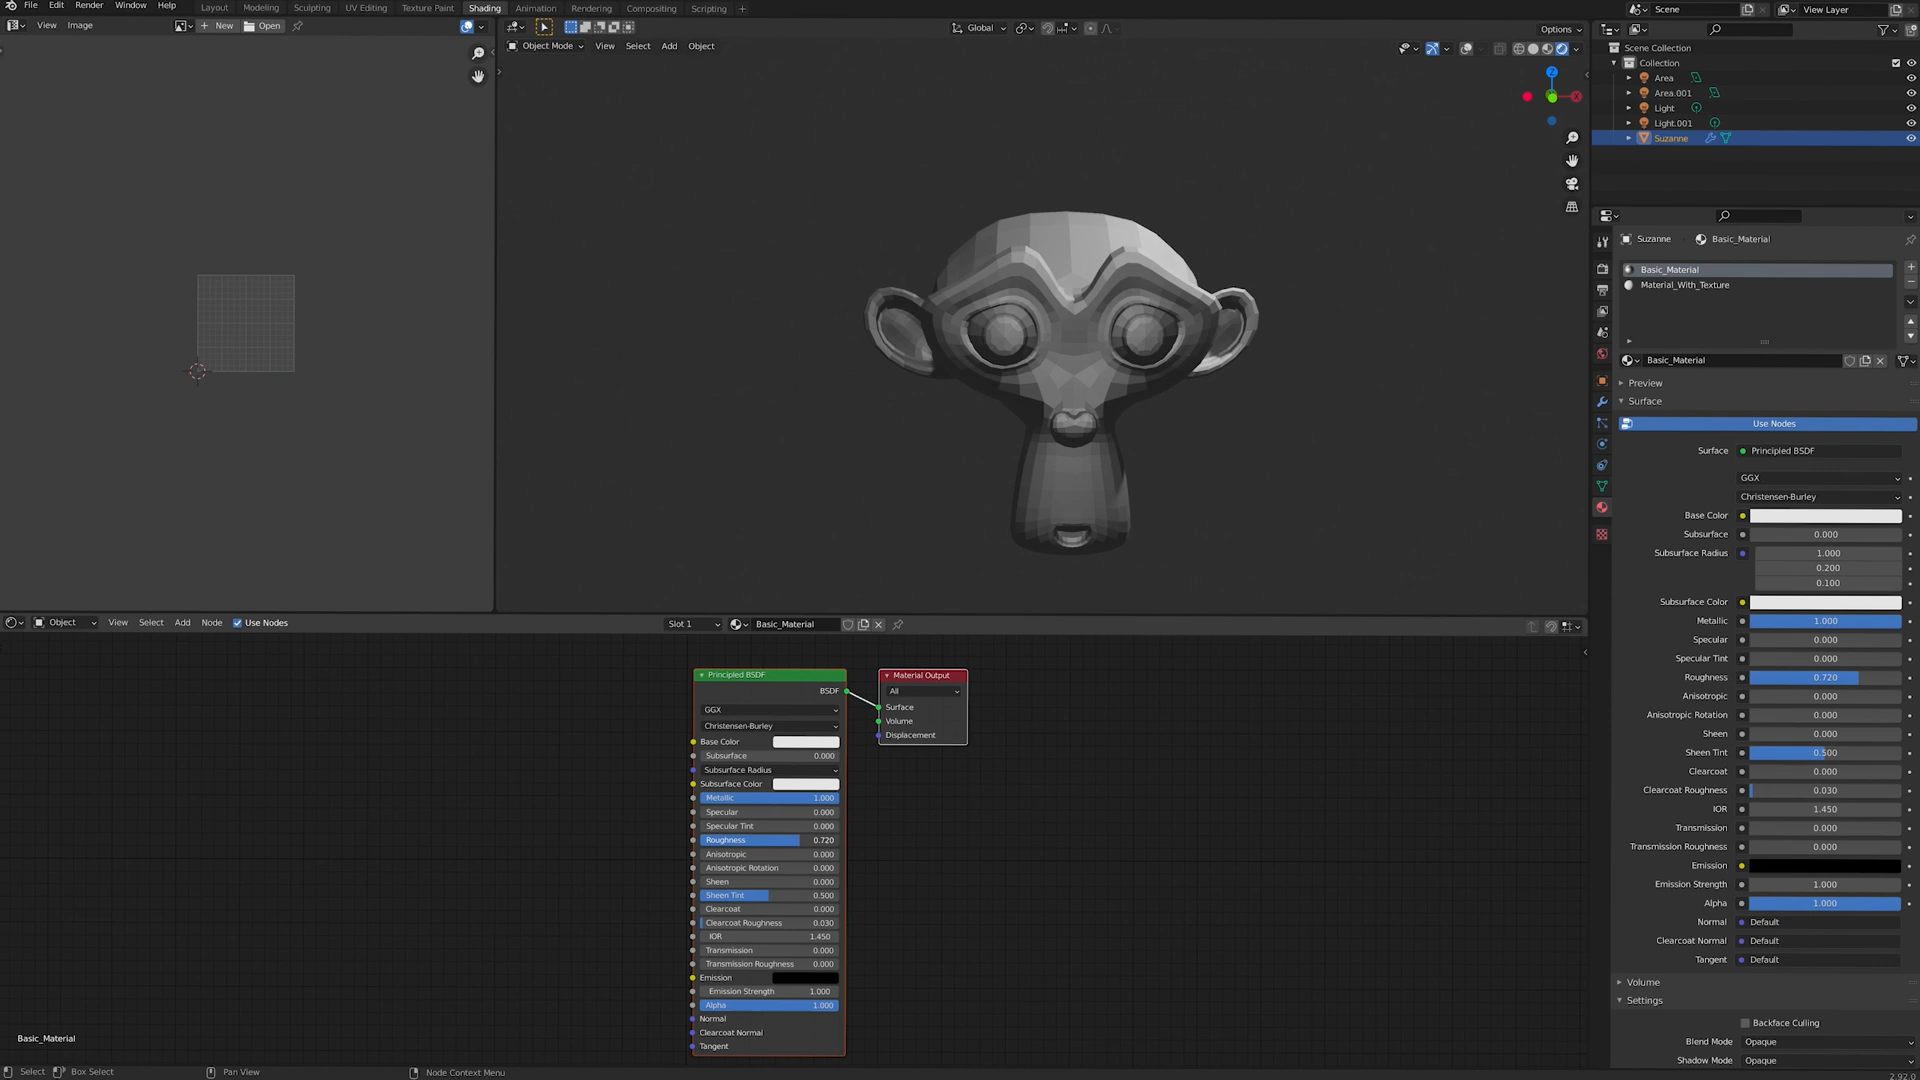 File Edit Render Window Help
Layout Modeling Sculpting UV Editing Texture Paint Shading Animation Rendering Compositing Scripting +
Scene
View Layer
View Image
New Open
Global
Options
Object Mode View Select Add Object
Scene Collection
Collection
Area
Area.001
Light
Light.001
Suzanne
Suzanne Basic_Material
Basic_Material
Material_With_Texture
Basic_Material
Preview
Surface
Use Nodes
Surface Principled BSDF
GGX
Christensen-Burley
Base Color
Subsurface 0.000
Subsurface Radius 1.000
0.200
0.100
Subsurface Color
Metallic 1.000
Specular 0.000
Specular Tint 0.000
Roughness 0.720
Anisotropic 0.000
Anisotropic Rotation 0.000
Sheen 0.000
Sheen Tint 0.500
Clearcoat 0.000
Clearcoat Roughness 0.030
IOR 1.450
Transmission 0.000
Transmission Roughness 0.000
Emission
Emission Strength 1.000
Alpha 1.000
Normal Default
Clearcoat Normal Default
Tangent Default
Volume
Settings
Backface Culling
Blend Mode Opaque
Shadow Mode Opaque
Object View Select Add Node Use Nodes
Slot 1 Basic_Material
Principled BSDF
BSDF
GGX
Christensen-Burley
Base Color
Subsurface 0.000
Subsurface Radius
Subsurface Color
Metallic 1.000
Specular 0.000
Specular Tint 0.000
Roughness 0.720
Anisotropic 0.000
Anisotropic Rotation 0.000
Sheen 0.000
Sheen Tint 0.500
Clearcoat 0.000
Clearcoat Roughness 0.030
IOR 1.450
Transmission 0.000
Transmission Roughness 0.000
Emission
Emission Strength 1.000
Alpha 1.000
Normal
Clearcoat Normal
Tangent
Material Output
All
Surface
Volume
Displacement
Basic_Material
Select Box Select Pan View Node Context Menu
2.92.0